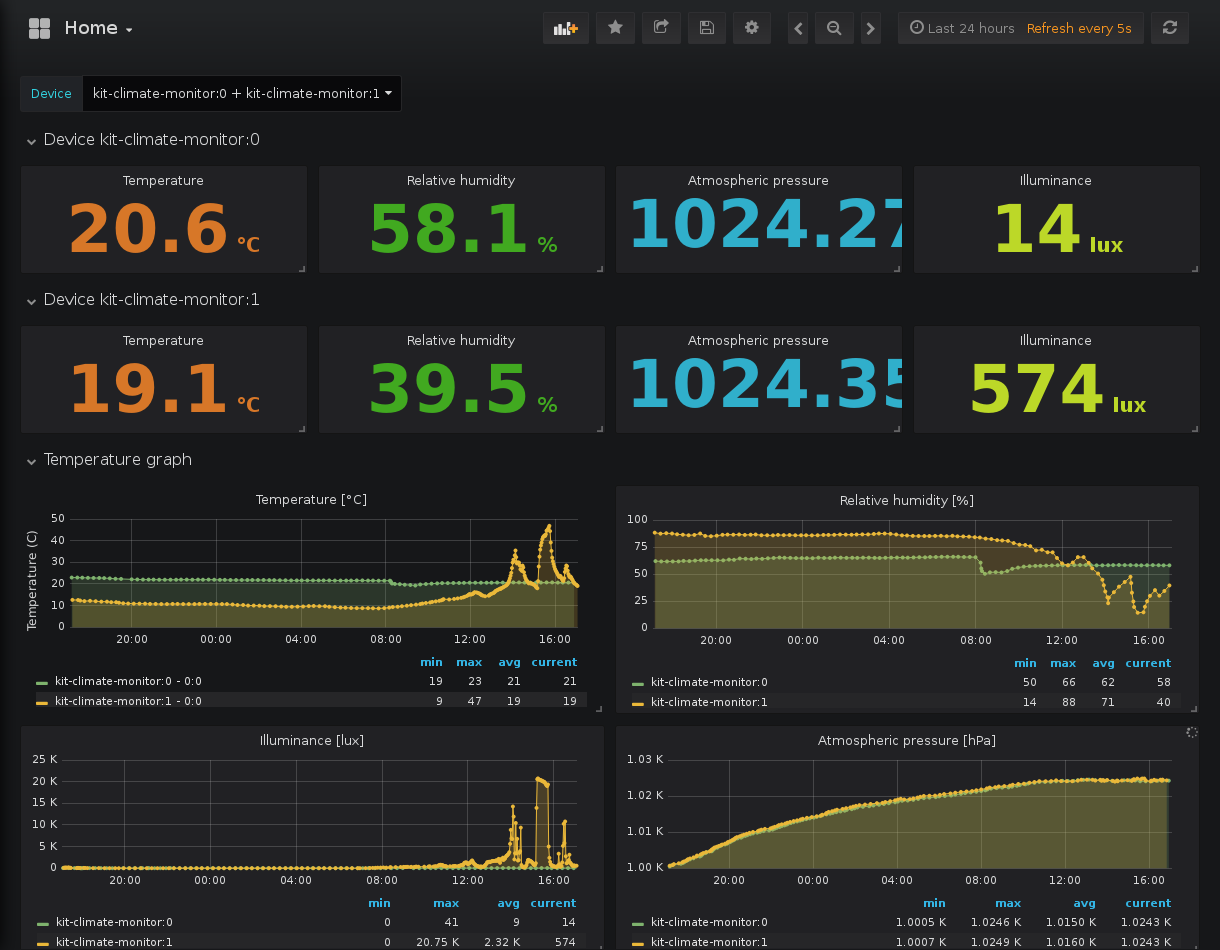 Home
Last 24 hours Refresh every 5s
Device kit-climate-monitor:0 + kit-climate-monitor:1
Device kit-climate-monitor:0
Temperature Relative humidity Atmospheric pressure Illuminance
20.6 °C 58.1 % 1024.27 14 lux
Device kit-climate-monitor:1
Temperature Relative humidity Atmospheric pressure Illuminance
19.1 °C 39.5 % 1024.35 574 lux
Temperature graph
Temperature [°C]
Temperature (C)
50
40
30
20
10
0
20:00 00:00 04:00 08:00 12:00 16:00
min max avg current
kit-climate-monitor:0 - 0:0 19 23 21 21
kit-climate-monitor:1 - 0:0 9 47 19 19
Relative humidity [%]
100
75
50
25
0
20:00 00:00 04:00 08:00 12:00 16:00
min max avg current
kit-climate-monitor:0 50 66 62 58
kit-climate-monitor:1 14 88 71 40
Illuminance [lux]
25 K
20 K
15 K
10 K
5 K
0
20:00 00:00 04:00 08:00 12:00 16:00
min max avg current
kit-climate-monitor:0 0 41 9 14
kit-climate-monitor:1 0 20.75 K 2.32 K 574
Atmospheric pressure [hPa]
1.03 K
1.02 K
1.01 K
1.00 K
20:00 00:00 04:00 08:00 12:00 16:00
min max avg current
kit-climate-monitor:0 1.0005 K 1.0246 K 1.0150 K 1.0243 K
kit-climate-monitor:1 1.0007 K 1.0249 K 1.0160 K 1.0243 K